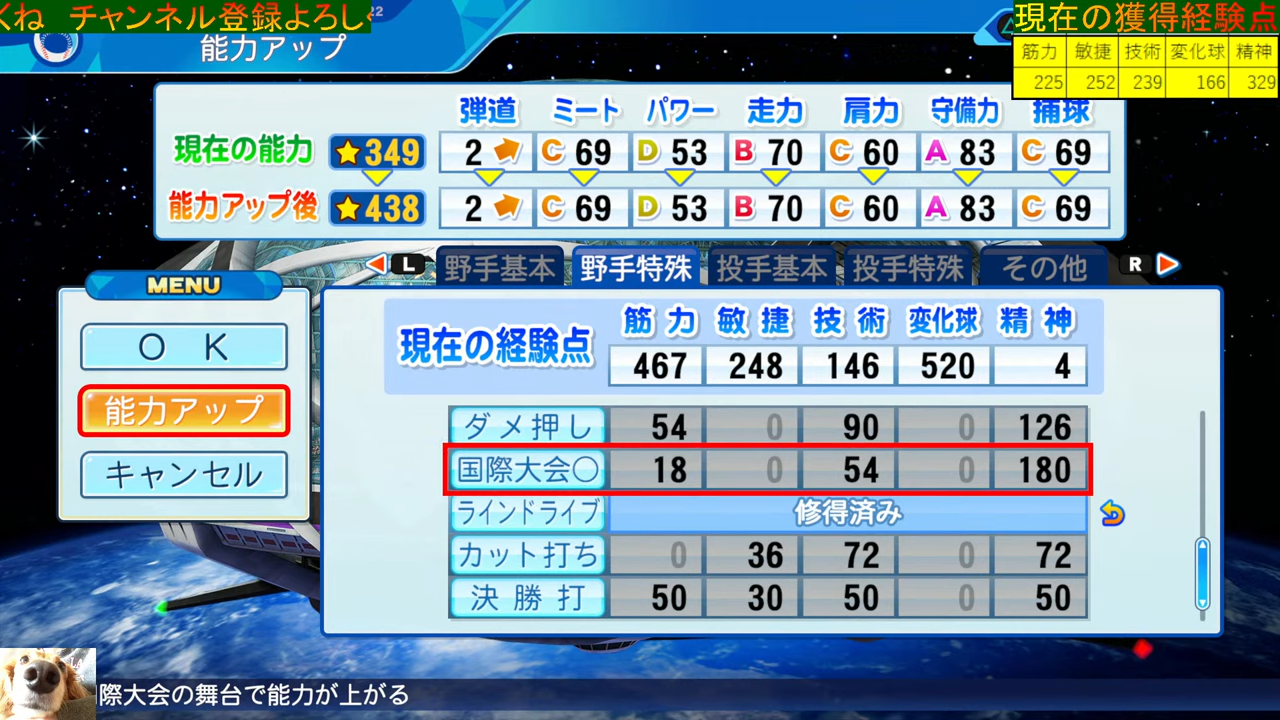 くね チャンネル登録よろしく
22
能力アップ
現在の獲得経験点
筋力 敏捷 技術 変化球 精神
225 252 239 166 329
弾道 ミート パワー 走力 肩力 守備力 捕球
現在の能力 ★349 2 C 69 D 53 B 70 C 60 A 83 C 69
能力アップ後 ★438 2 C 69 D 53 B 70 C 60 A 83 C 69
L 野手基本 野手特殊 投手基本 投手特殊 その他 R
MENU
OK
能力アップ
キャンセル
筋力 敏捷 技術 変化球 精神
現在の経験点 467 248 146 520 4
ダメ押し 54 0 90 0 126
国際大会○ 18 0 54 0 180
ラインドライブ 修得済み
カット打ち 0 36 72 0 72
決勝打 50 30 50 0 50
際大会の舞台で能力が上がる